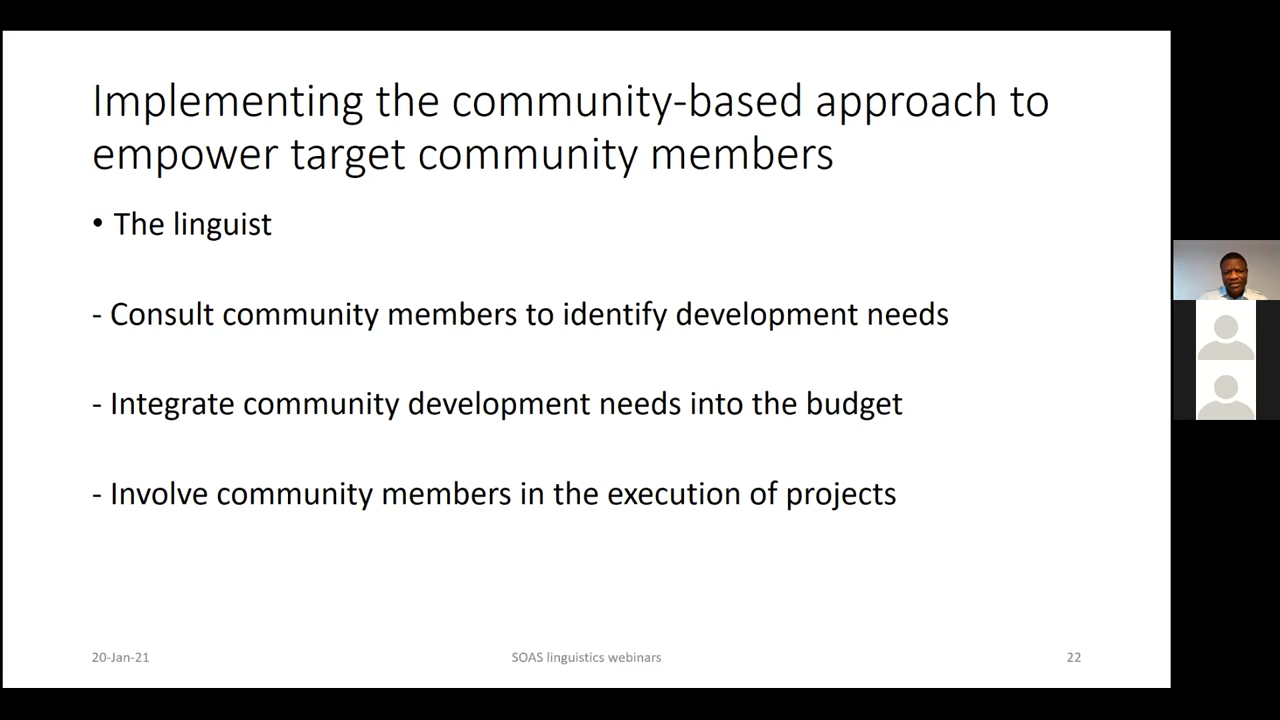 Implementing the community-based approach to
empower target community members
• The linguist
- Consult community members to identify development needs
- Integrate community development needs into the budget
- Involve community members in the execution of projects
20-Jan-21
SOAS linguistics webinars
22